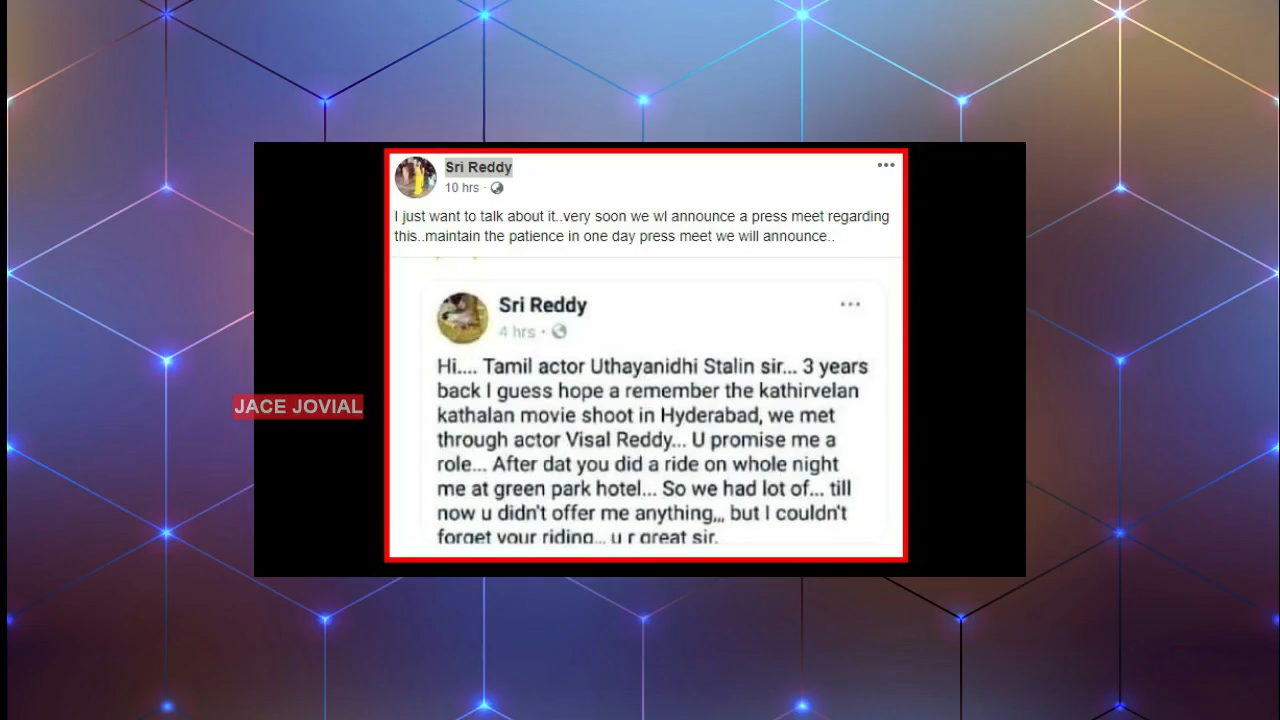 Sri Reddy
10 hrs ·
I just want to talk about it..very soon we wl announce a press meet regarding
this..maintain the patience in one day press meet we will announce..
Sri Reddy
4 hrs ·
Hi.... Tamil actor Uthayanidhi Stalin sir... 3 years
back I guess hope a remember the kathirvelan
kathalan movie shoot in Hyderabad, we met
through actor Visal Reddy... U promise me a
role... After dat you did a ride on whole night
me at green park hotel... So we had lot of... till
now u didn't offer me anything,,, but I couldn't
forget your riding... u r great sir.
JACE JOVIAL